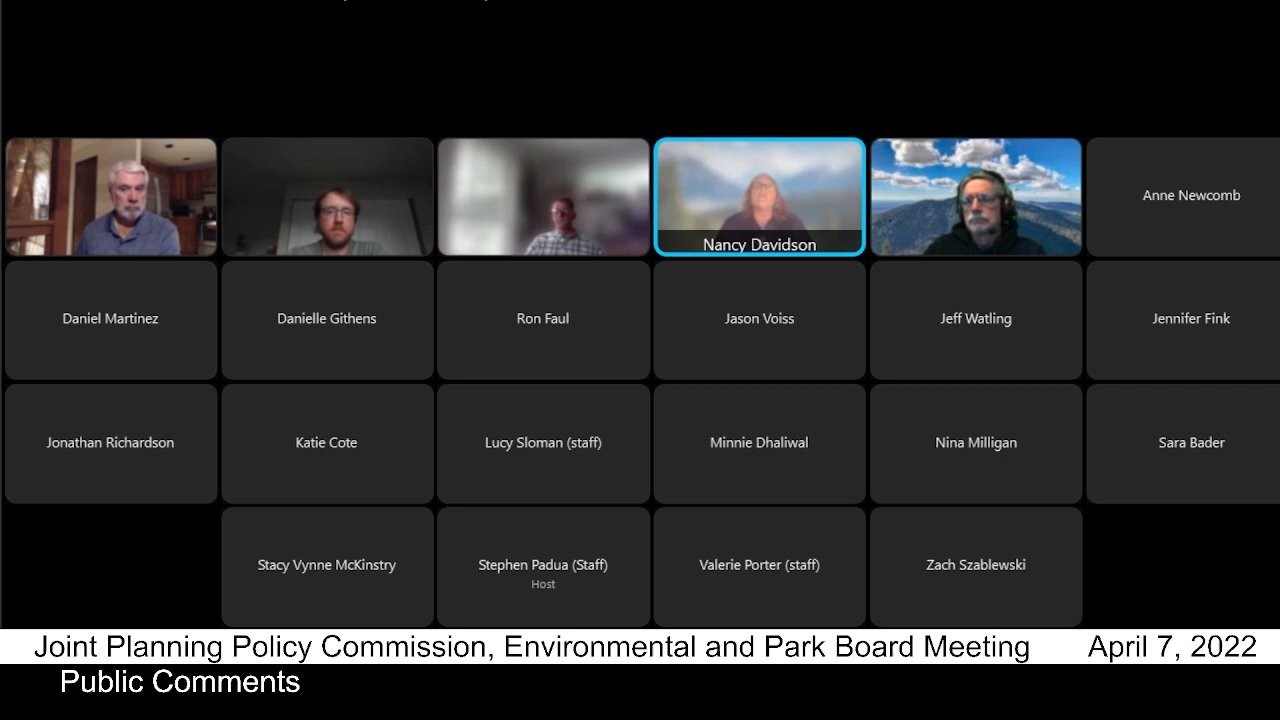 Nancy Davidson
Anne Newcomb
Daniel Martinez
Danielle Githens
Ron Faul
Jason Voiss
Jeff Watling
Jennifer Fink
Jonathan Richardson
Katie Cote
Lucy Sloman (staff)
Minnie Dhaliwal
Nina Milligan
Sara Bader
Stacy Vynne McKinstry
Stephen Padua (Staff)
Host
Valerie Porter (staff)
Zach Szablewski
Joint Planning Policy Commission, Environmental and Park Board Meeting April 7, 2022
Public Comments